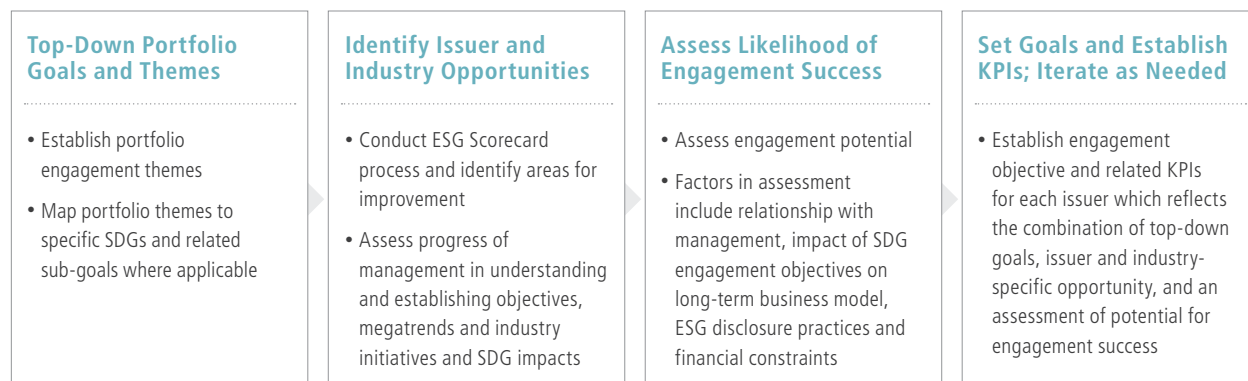 Top-Down Portfolio
Goals and Themes
• Establish portfolio
engagement themes
• Map portfolio themes to
specific SDGs and related
sub-goals where applicable
Identify Issuer and
Industry Opportunities
• Conduct ESG Scorecard
process and identify areas for
improvement
• Assess progress of
management in understanding
and establishing objectives,
megatrends and industry
initiatives and SDG impacts
Assess Likelihood of
Engagement Success
• Assess engagement potential
• Factors in assessment
include relationship with
management, impact of SDG
engagement objectives on
long-term business model,
ESG disclosure practices and
financial constraints
Set Goals and Establish
KPIs; Iterate as Needed
• Establish engagement
objective and related KPIs
for each issuer which reflects
the combination of top-down
goals, issuer and industry-
specific opportunity, and an
assessment of potential for
engagement success